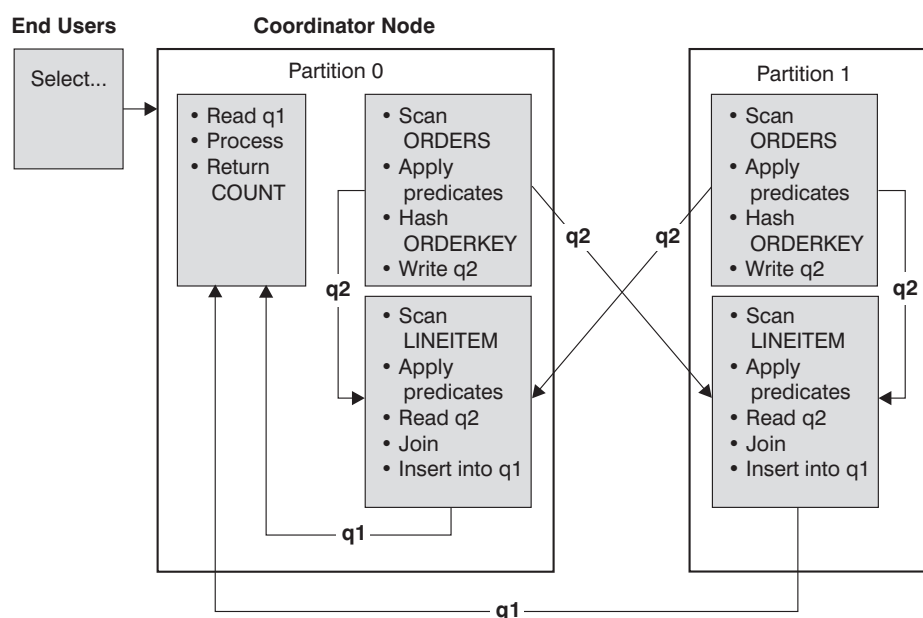 End Users
Coordinator Node
Select...
Partition 0
• Read q1
• Process
• Return
COUNT
• Scan
ORDERS
• Apply
predicates
• Hash
ORDERKEY
• Write q2
q2
• Scan
LINEITEM
• Apply
predicates
• Read q2
• Join
• Insert into q1
q1
q2
q2
Partition 1
• Scan
ORDERS
• Apply
predicates
• Hash
ORDERKEY
• Write q2
q2
• Scan
LINEITEM
• Apply
predicates
• Read q2
• Join
• Insert into q1
q1